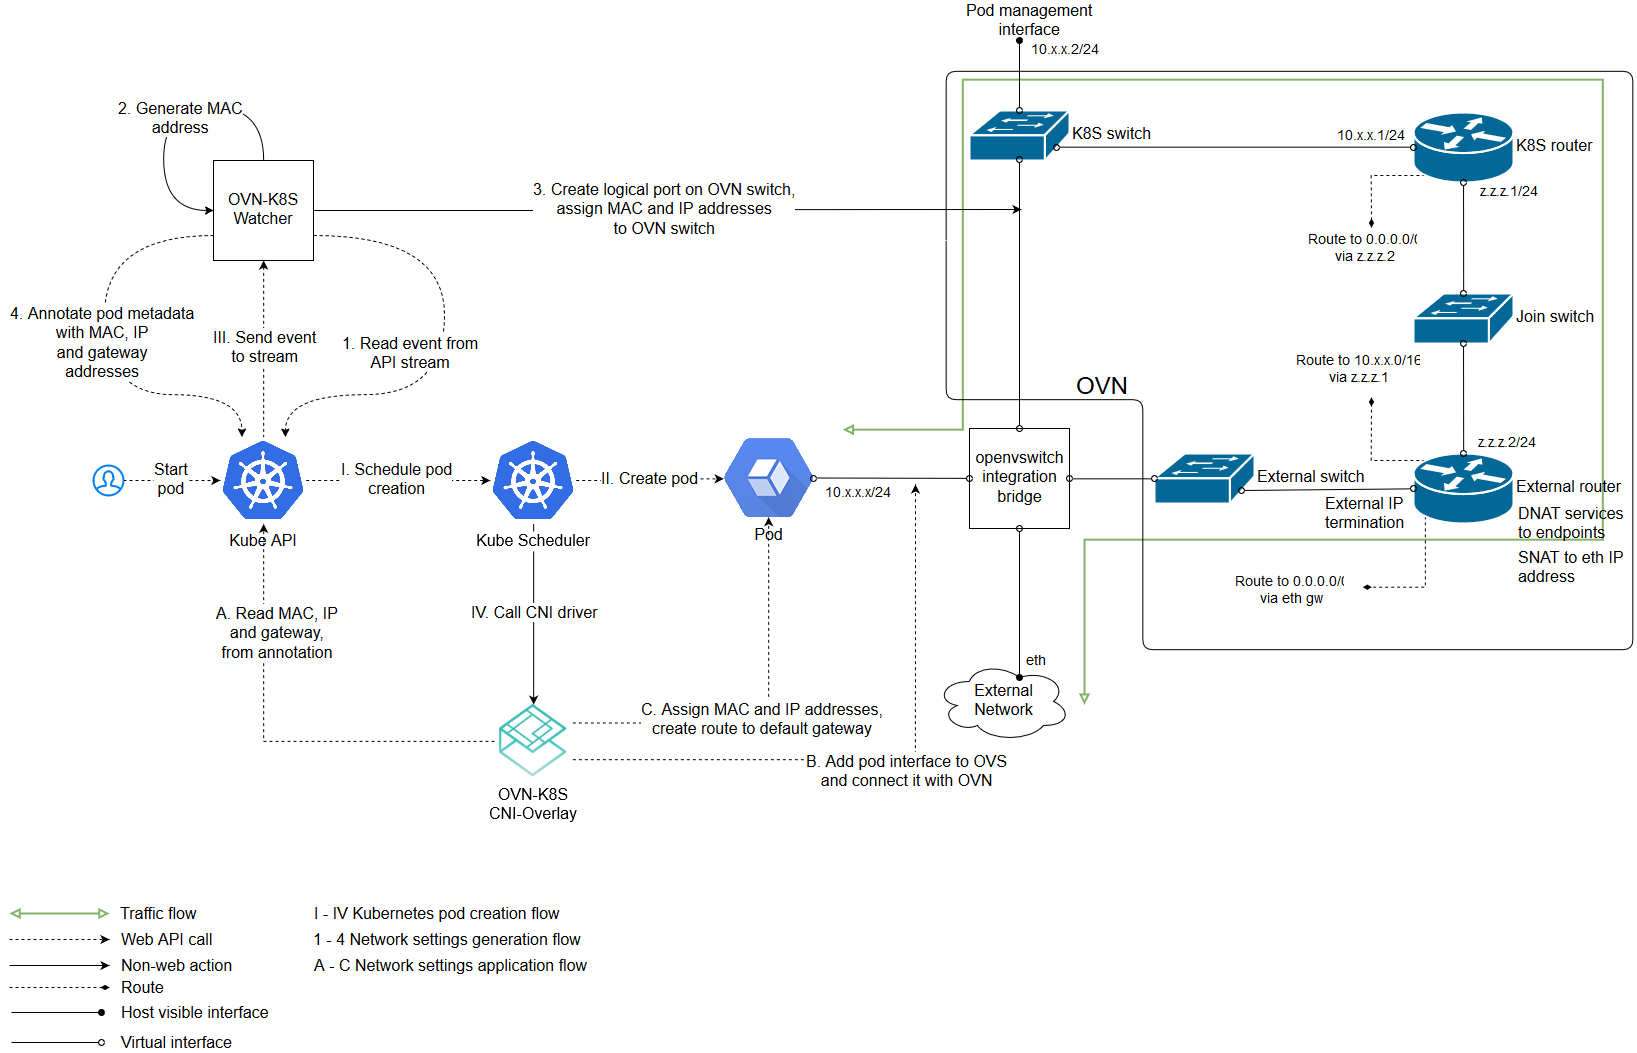 Pod management
interface
10.x.x.2/24
2. Generate MAC
address
K8S switch
10.x.x.1/24
K8S router
OVN-K8S
Watcher
3. Create logical port on OVN switch,
assign MAC and IP addresses
to OVN switch
z.z.z.1/24
Route to 0.0.0.0/0
via z.z.z.2
4. Annotate pod metadata
with MAC, IP
and gateway
addresses
III. Send event
to stream
1. Read event from
API stream
Join switch
Route to 10.x.x.0/16
via z.z.z.1
OVN
z.z.z.2/24
Start
pod
I. Schedule pod
creation
II. Create pod
10.x.x.x/24
openvswitch
integration
bridge
External switch
External IP
termination
External router
DNAT services
to endpoints
SNAT to eth IP
address
Kube API
Kube Scheduler
Pod
Route to 0.0.0.0/(
via eth gw
A. Read MAC, IP
and gateway,
from annotation
IV. Call CNI driver
eth
External
Network
C. Assign MAC and IP addresses,
create route to default gateway
B. Add pod interface to OVS
and connect it with OVN
OVN-K8S
CNI-Overlay
Traffic flow
Web API call
Non-web action
Route
Host visible interface
Virtual interface
I - IV Kubernetes pod creation flow
1 - 4 Network settings generation flow
A - C Network settings application flow